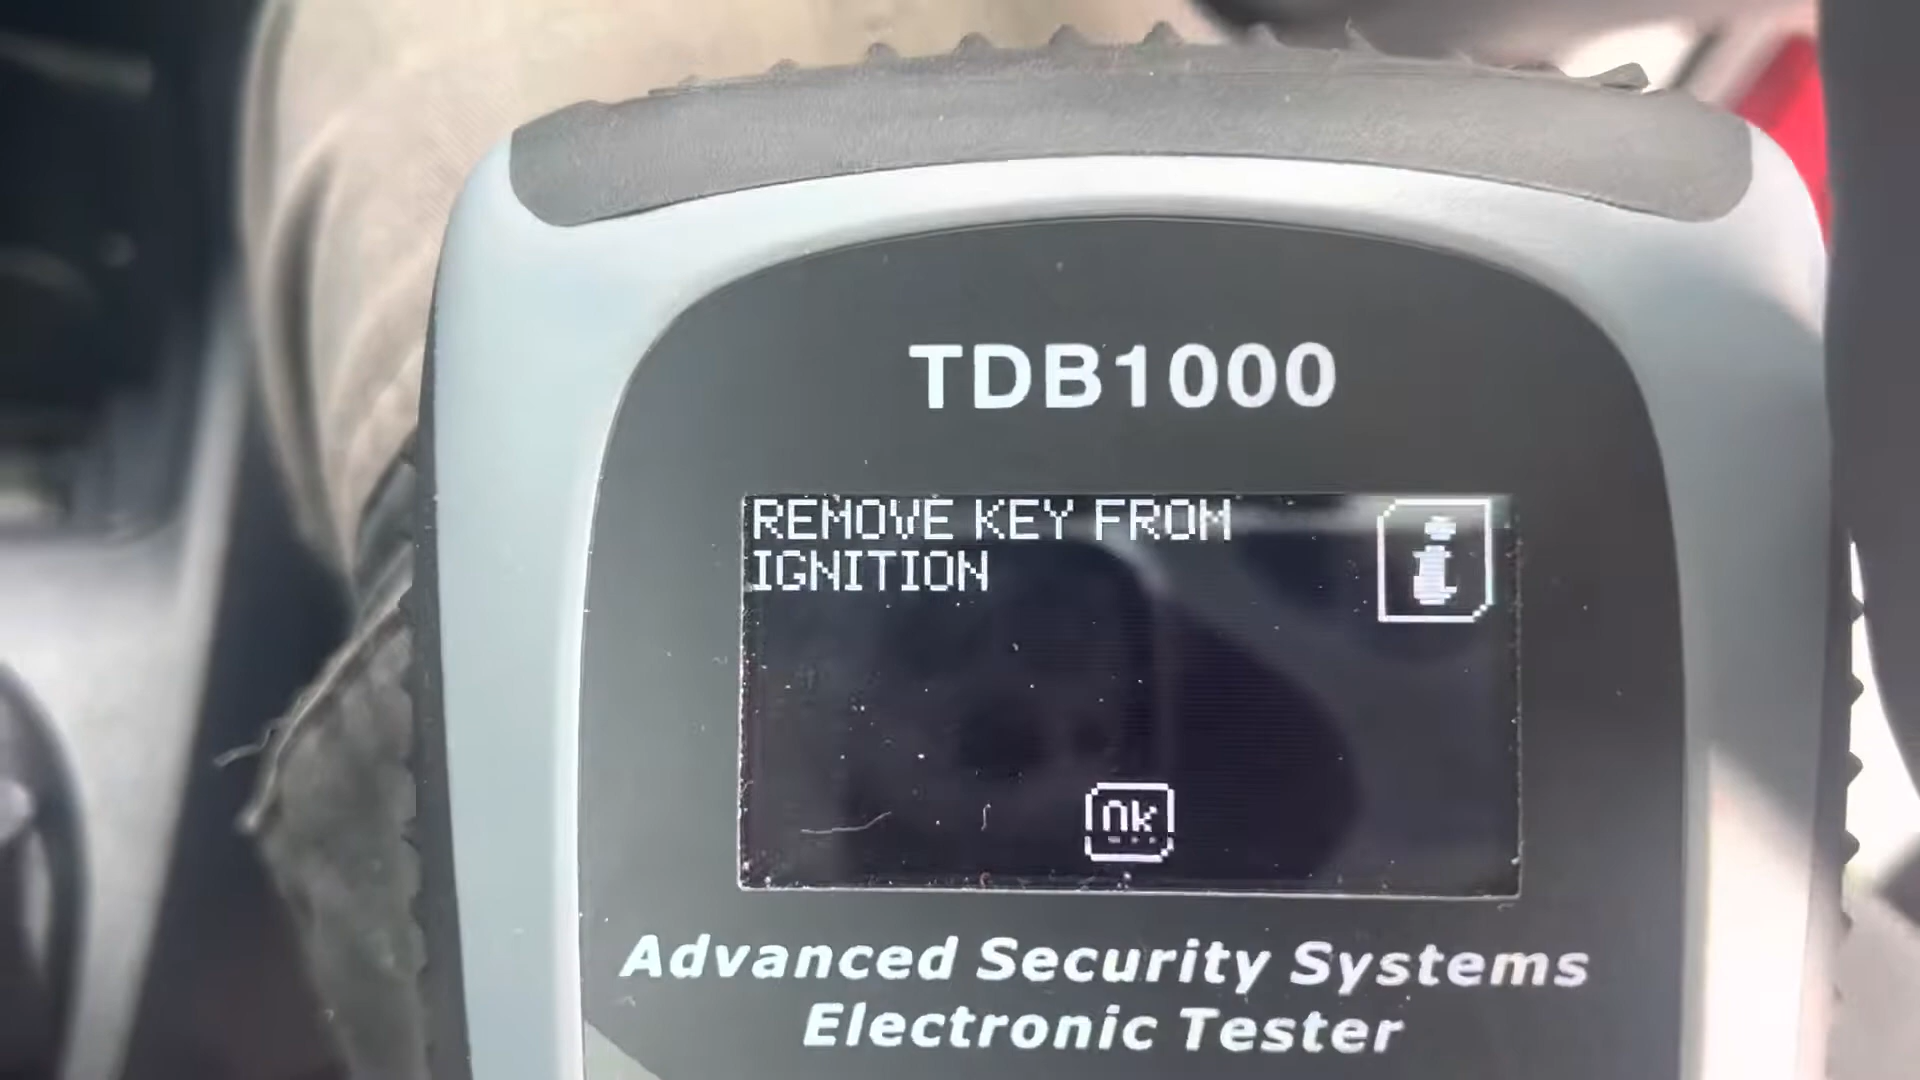 TDB1000
REMOVE KEY FROM
IGNITION
i
Ok
Advanced Security Systems
Electronic Tester